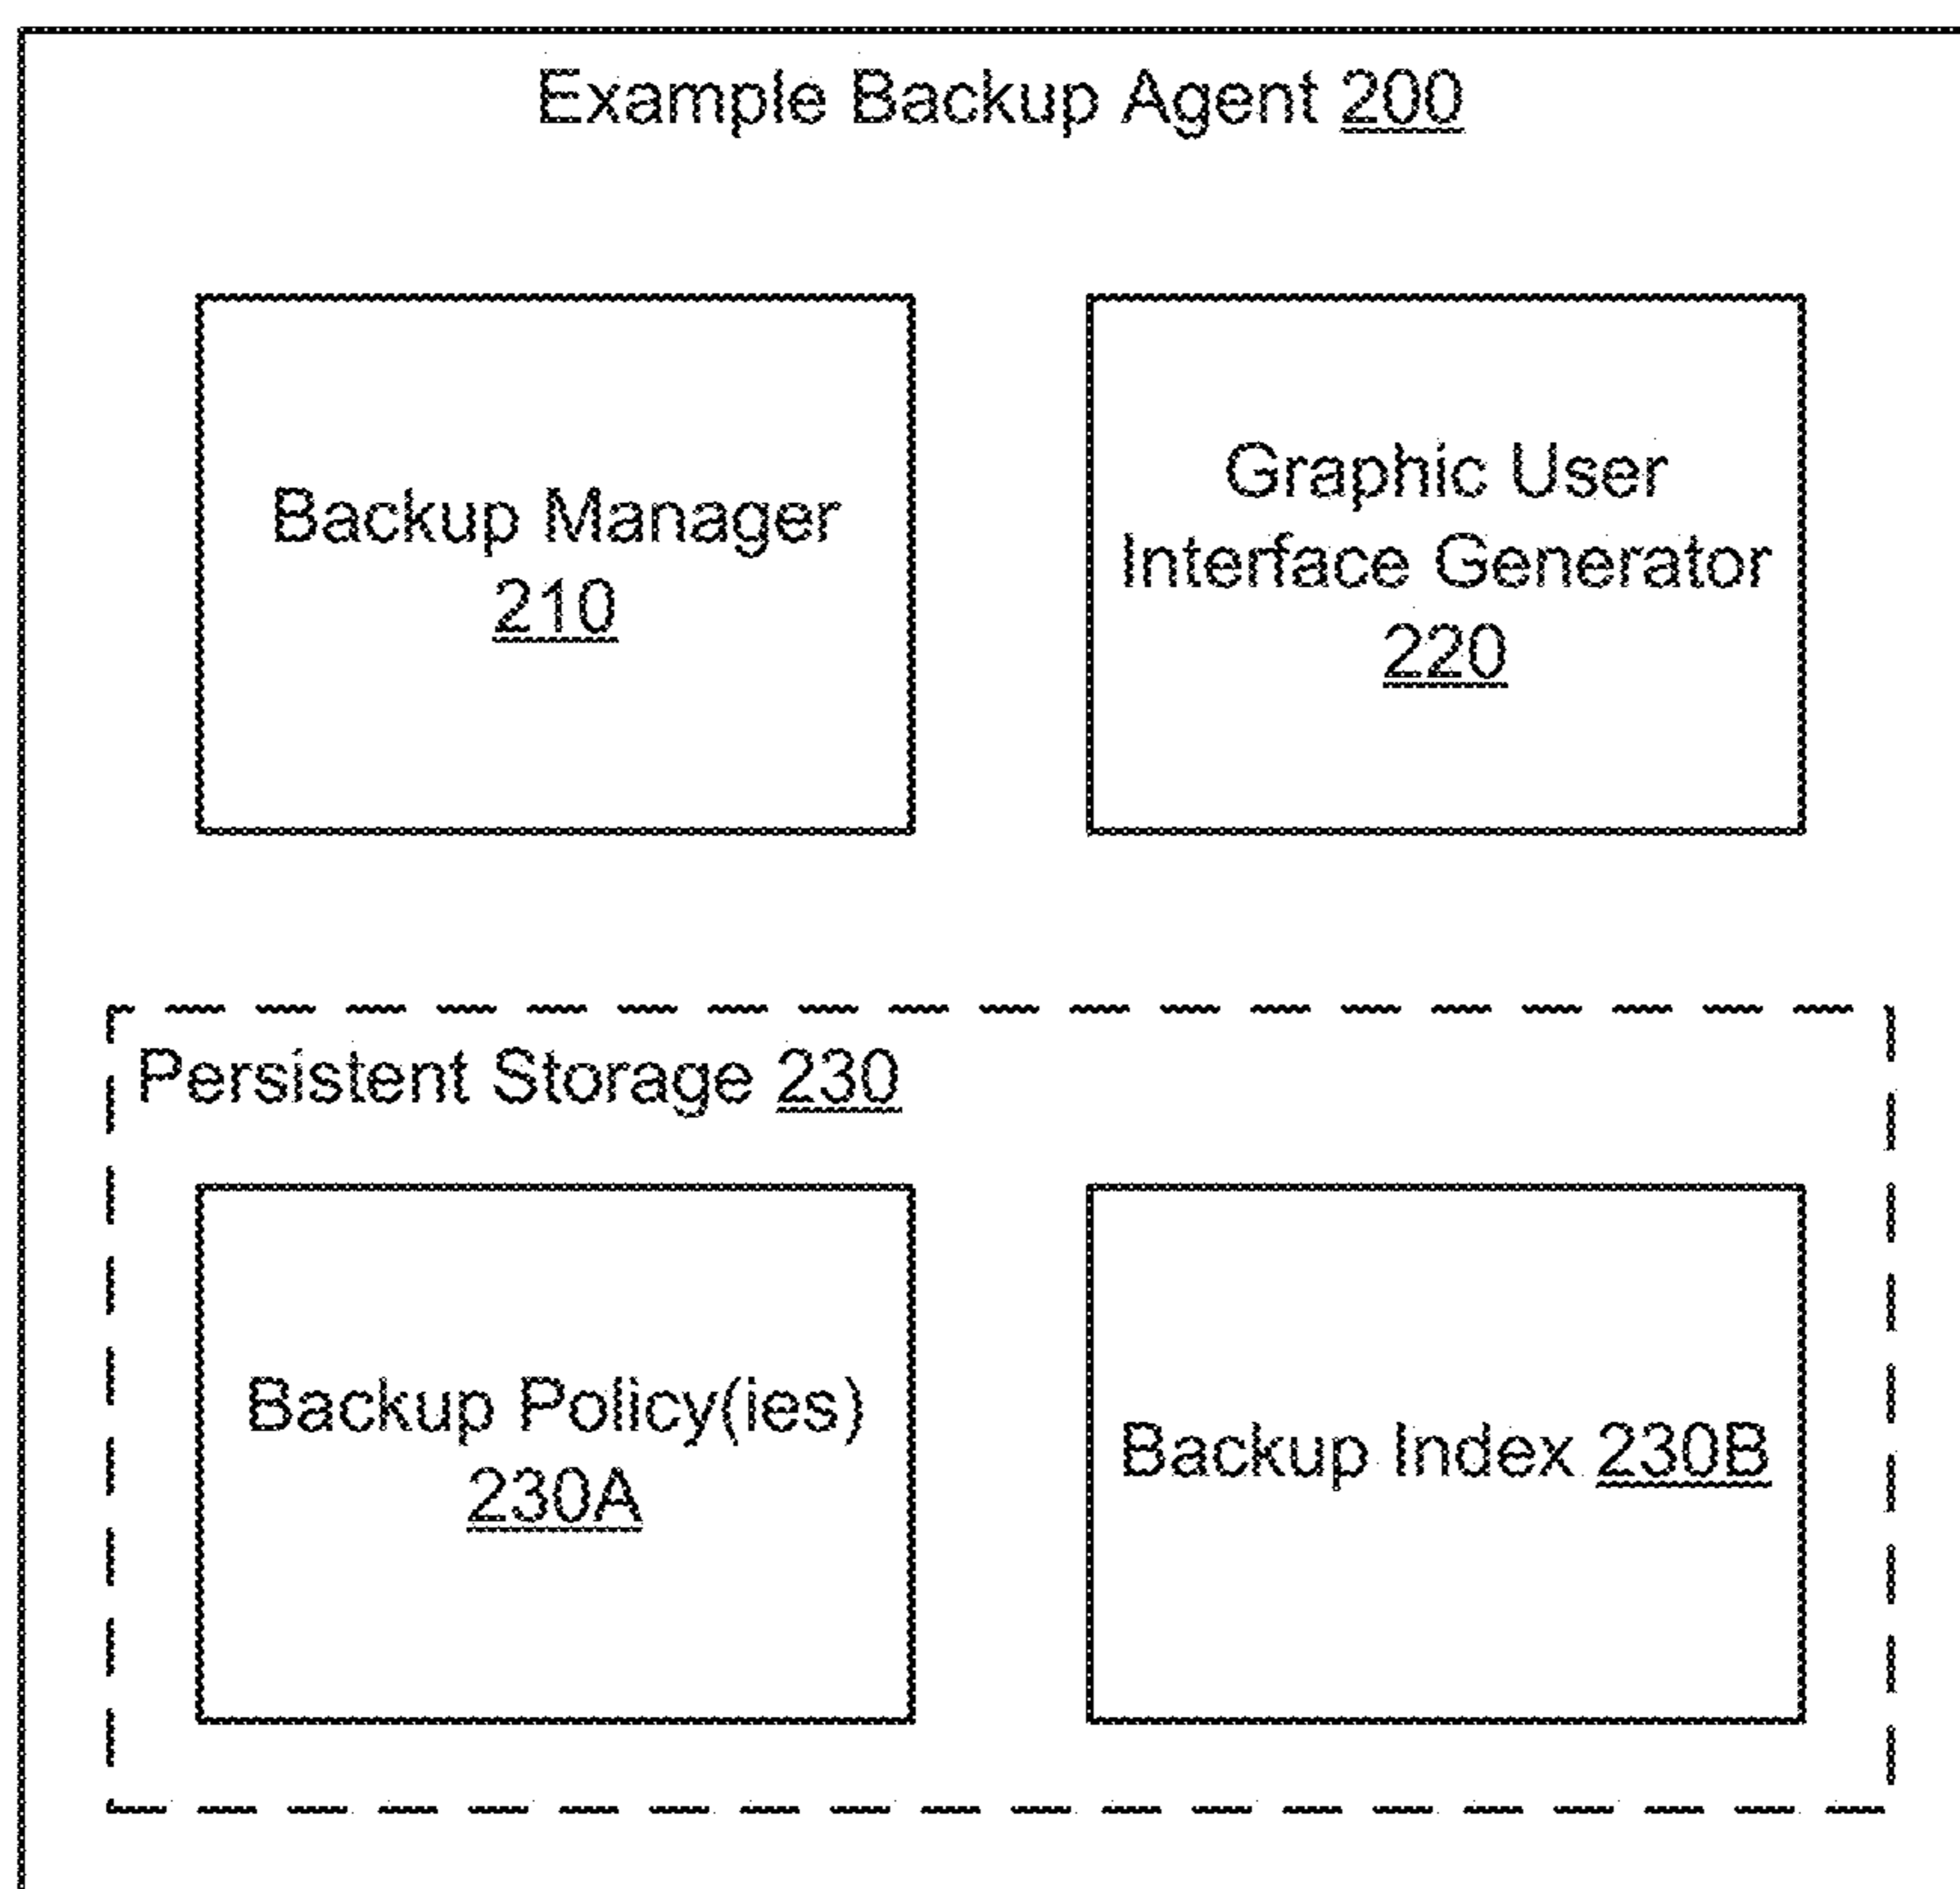 Example Backup Agent 200
Backup Manager
210
Graphic User
Interface Generator
220
Persistent Storage 230
Backup Policy(ies)
230A
Backup Index 230B